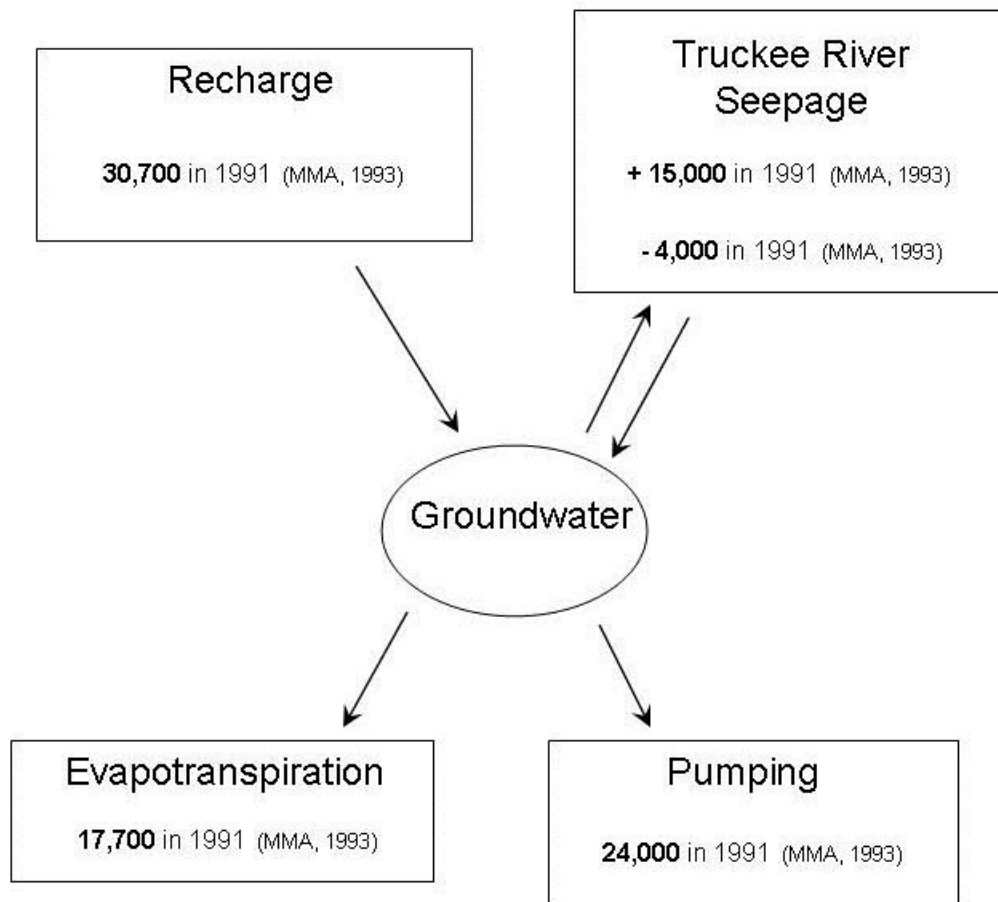 Recharge
30,700 in 1991 (MMA, 1993)
Truckee River
Seepage
+ 15,000 in 1991 (MMA, 1993)
- 4,000 in 1991 (MMA, 1993)
Groundwater
Evapotranspiration
17,700 in 1991 (MMA, 1993)
Pumping
24,000 in 1991 (MMA, 1993)